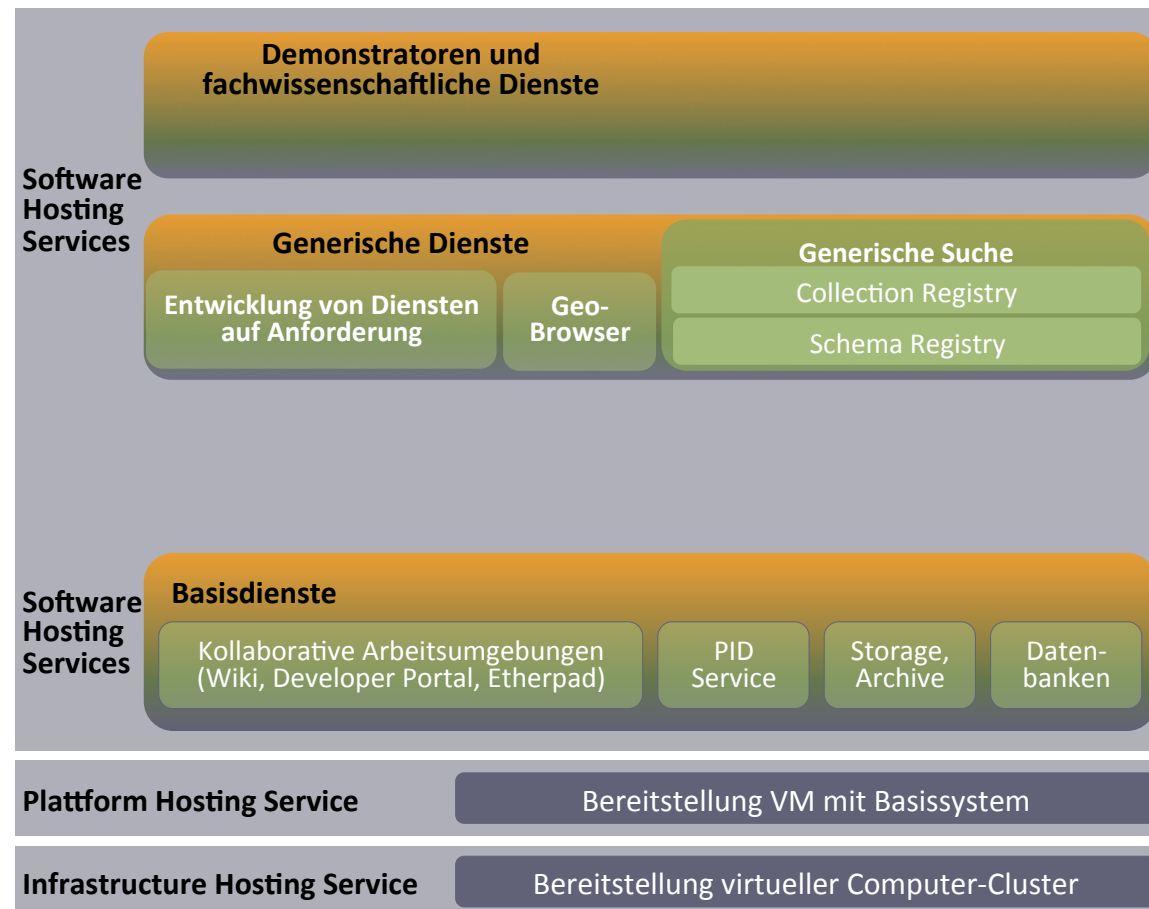 Demonstratoren und
fachwissenschaftliche Dienste
Software
Hosting
Services
Generische Dienste
Entwicklung von Diensten
auf Anforderung
Geo-
Browser
Generische Suche
Collection Registry
Schema Registry
Software
Hosting
Services
Basisdienste
Kollaborative Arbeitsumgebungen
(Wiki, Developer Portal, Etherpad)
PID
Service
Storage,
Archive
Daten-
banken
Plattform Hosting Service
Bereitstellung VM mit Basissystem
Infrastructure Hosting Service
Bereitstellung virtueller Computer-Cluster